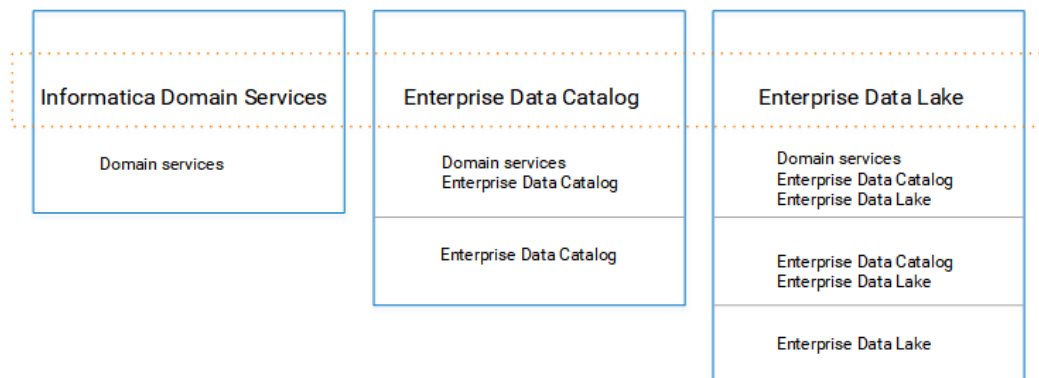 Informatica Domain Services
Domain services
Enterprise Data Catalog
Domain services
Enterprise Data Catalog
Enterprise Data Catalog
Enterprise Data Lake
Domain services
Enterprise Data Catalog
Enterprise Data Lake
Enterprise Data Catalog
Enterprise Data Lake
Enterprise Data Lake